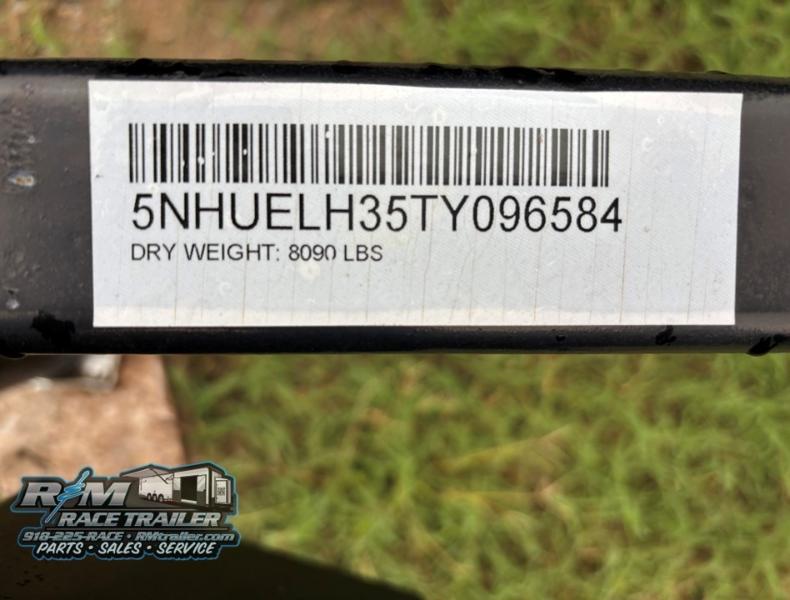 5NHUELH35TY096584
DRY WEIGHT: 8090 LBS
R&M
RACE TRAILER
918-225-RACE • RMtrailer.com
PARTS • SALES • SERVICE